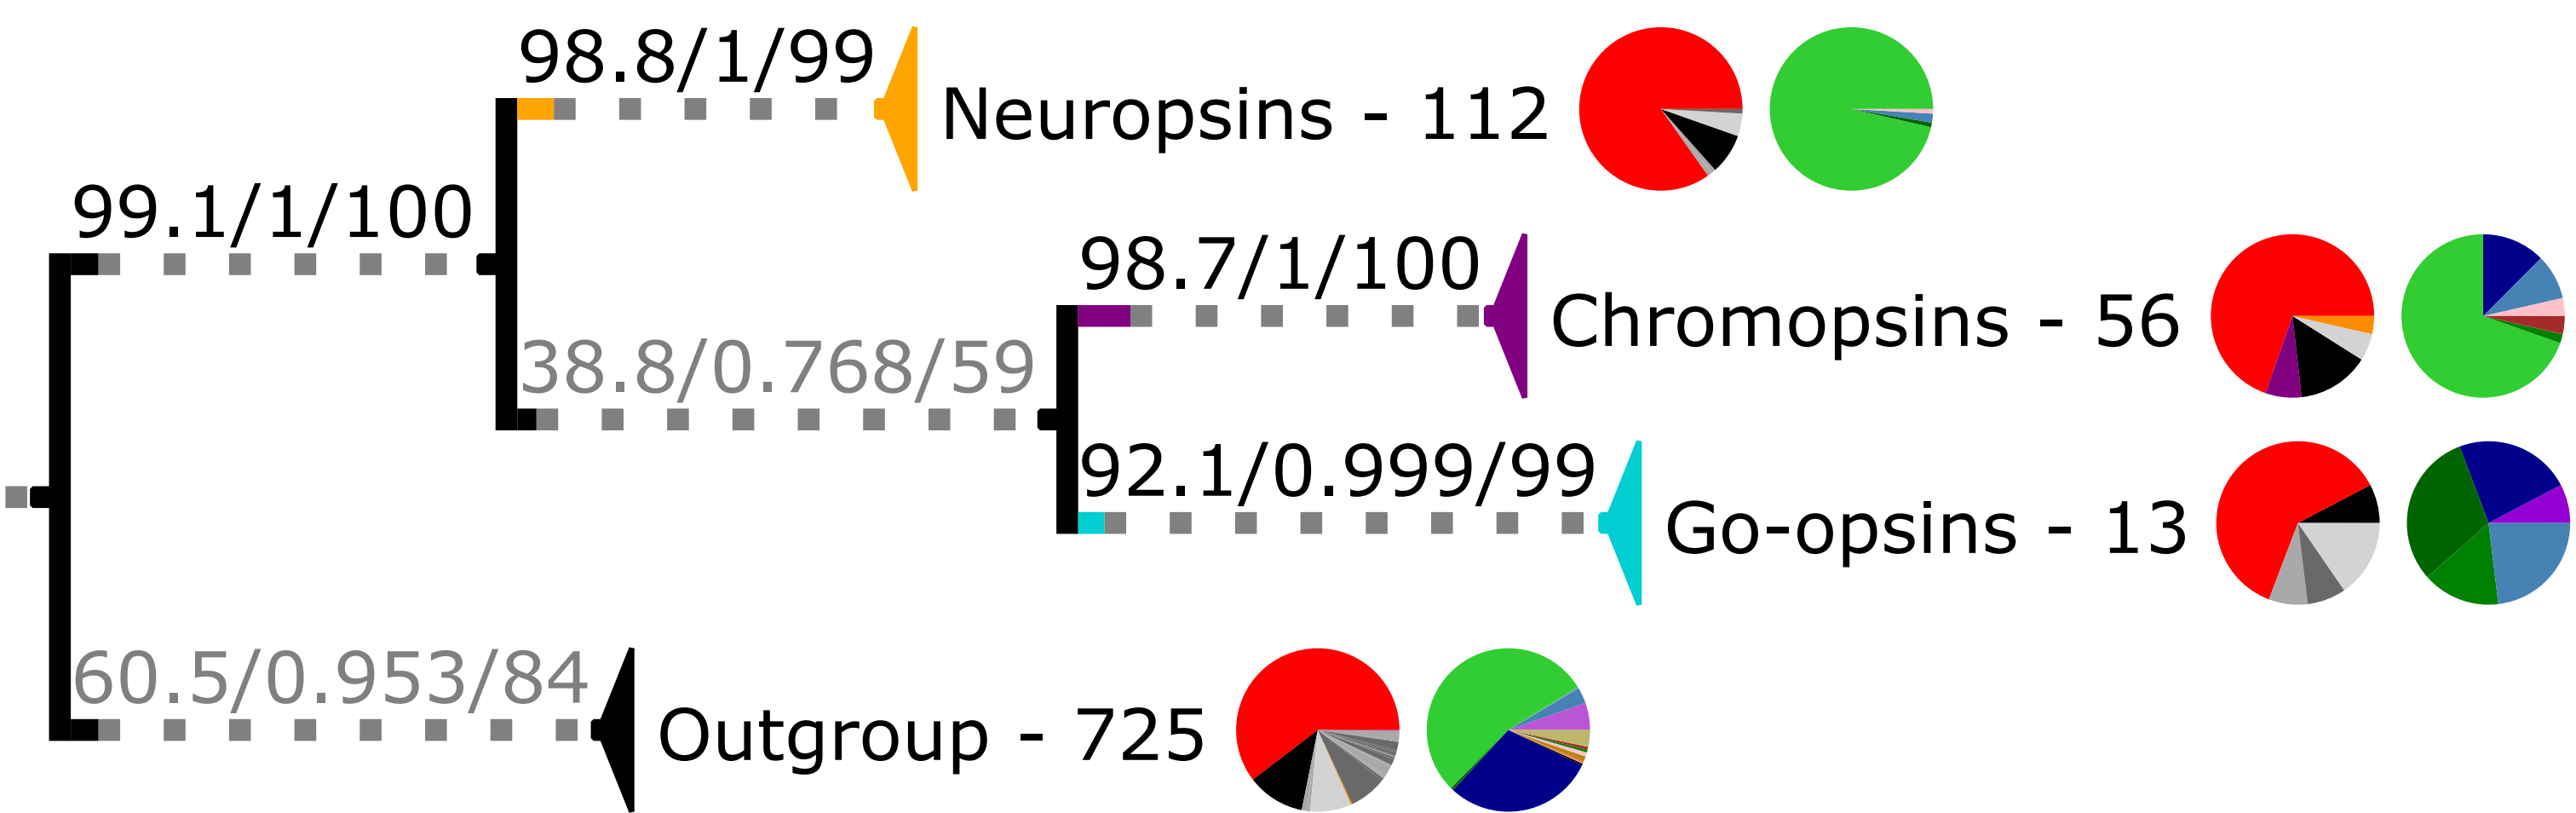 98.8/1/99
Neuropsins - 112
99.1/1/100
98.7/1/100
Chromopsins - 56
38.8/0.768/59
92.1/0.999/99
Go-opsins - 13
60.5/0.953/84
Outgroup - 725